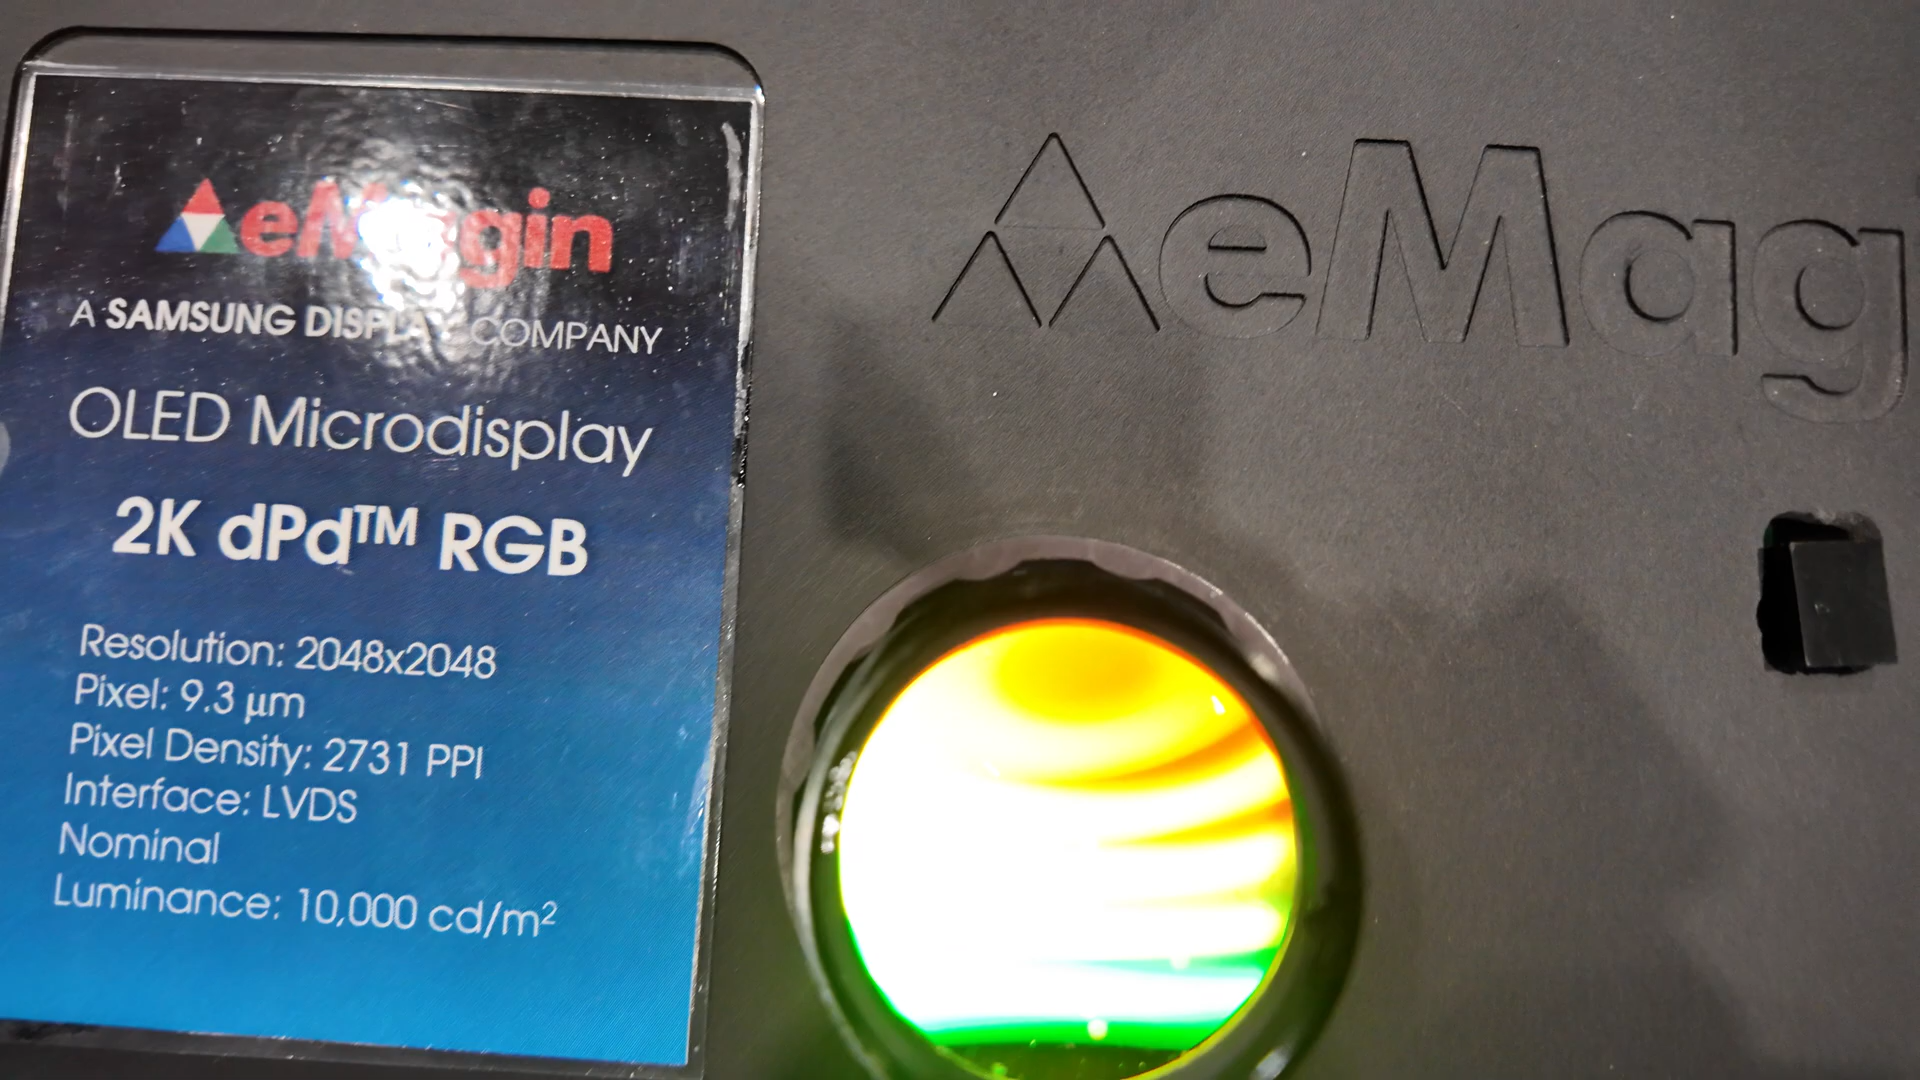 eMagin
A SAMSUNG DISPLAY COMPANY
OLED Microdisplay
2K dPd™ RGB
Resolution: 2048x2048
Pixel: 9.3 µm
Pixel Density: 2731 PPI
Interface: LVDS
Nominal
Luminance: 10,000 cd/m²
eMag